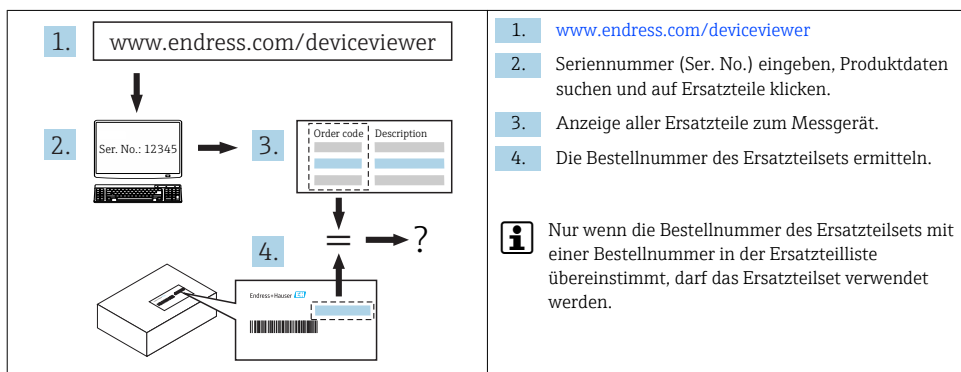 1.
www.endress.com/deviceviewer
2.
Ser. No.: 12345
3.
Order code
Description
4.
=
?
Endress+Hauser EH
1. www.endress.com/deviceviewer
2. Seriennummer (Ser. No.) eingeben, Produktdaten
suchen und auf Ersatzteile klicken.
3. Anzeige aller Ersatzteile zum Messgerät.
4. Die Bestellnummer des Ersatzteilsets ermitteln.
i
Nur wenn die Bestellnummer des Ersatzteilsets mit
einer Bestellnummer in der Ersatzteilliste
übereinstimmt, darf das Ersatzteilset verwendet
werden.